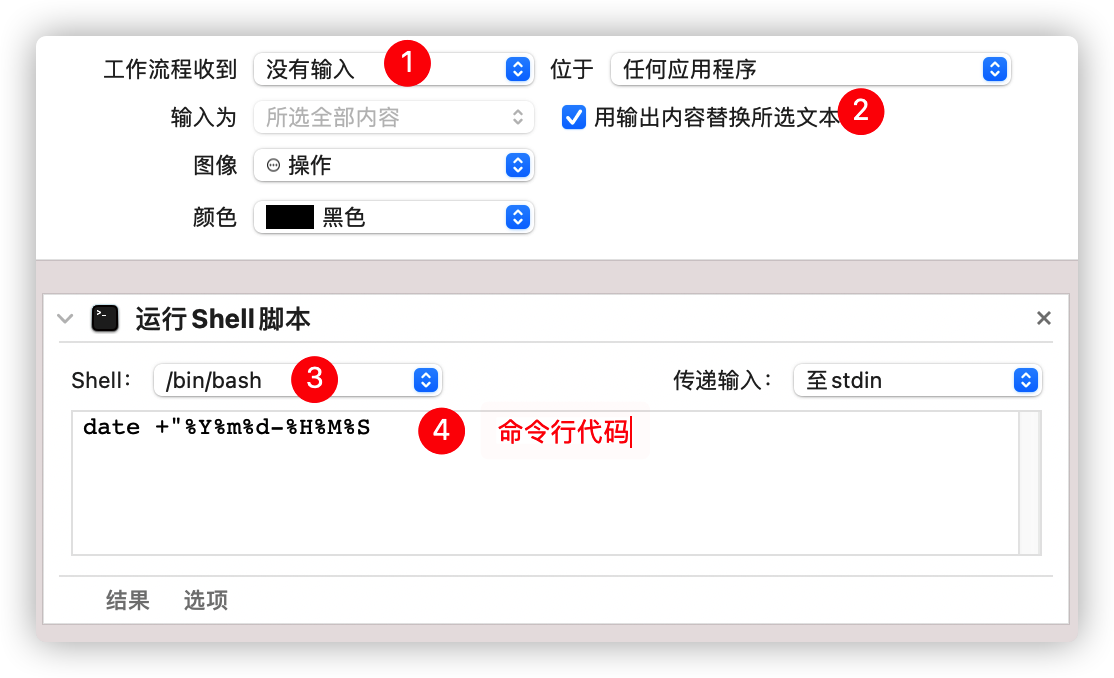 工作流程收到 没有输入 1 位于 任何应用程序
输入为 所选全部内容 用输出内容替换所选文本 2
图像 操作
颜色 黑色
运行 Shell 脚本
Shell： /bin/bash 3 传递输入： 至 stdin
date +"%Y%m%d-%H%M%S 4 命令行代码
结果 选项